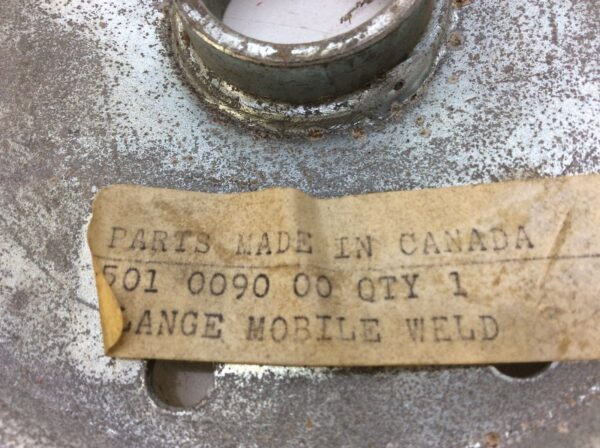 PARTS MADE IN CANADA
501 0090 00 QTY 1
LANGE MOBILE WELD